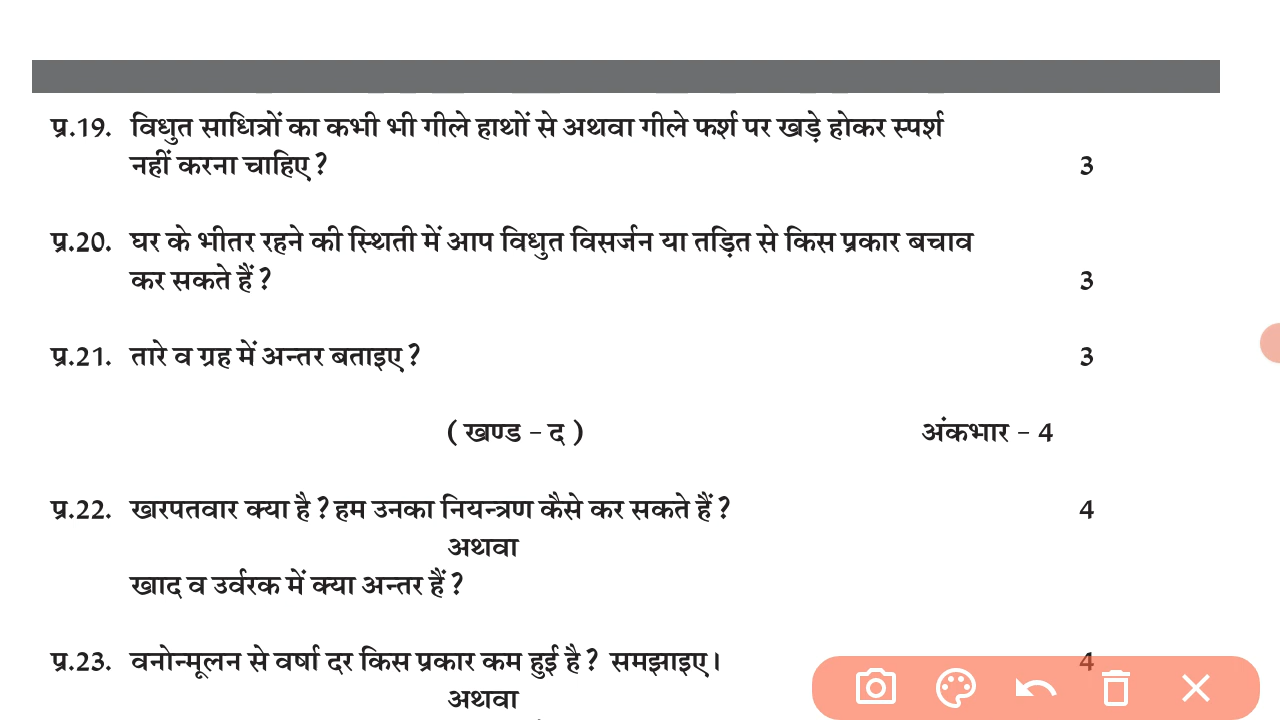 प्र.19. विधुत साधित्रों का कभी भी गीले हाथों से अथवा गीले फर्श पर खड़े होकर स्पर्श
नहीं करना चाहिए ? 3
प्र.20. घर के भीतर रहने की स्थिती में आप विधुत विसर्जन या तड़ित से किस प्रकार बचाव
कर सकते हैं ? 3
प्र.21. तारे व ग्रह में अन्तर बताइए ? 3
( खण्ड - द ) अंकभार - 4
प्र.22. खरपतवार क्या है ? हम उनका नियन्त्रण कैसे कर सकते हैं ? 4
अथवा
खाद व उर्वरक में क्या अन्तर हैं ?
प्र.23. वनोन्मूलन से वर्षा दर किस प्रकार कम हुई है ? समझाइए। 4
अथवा